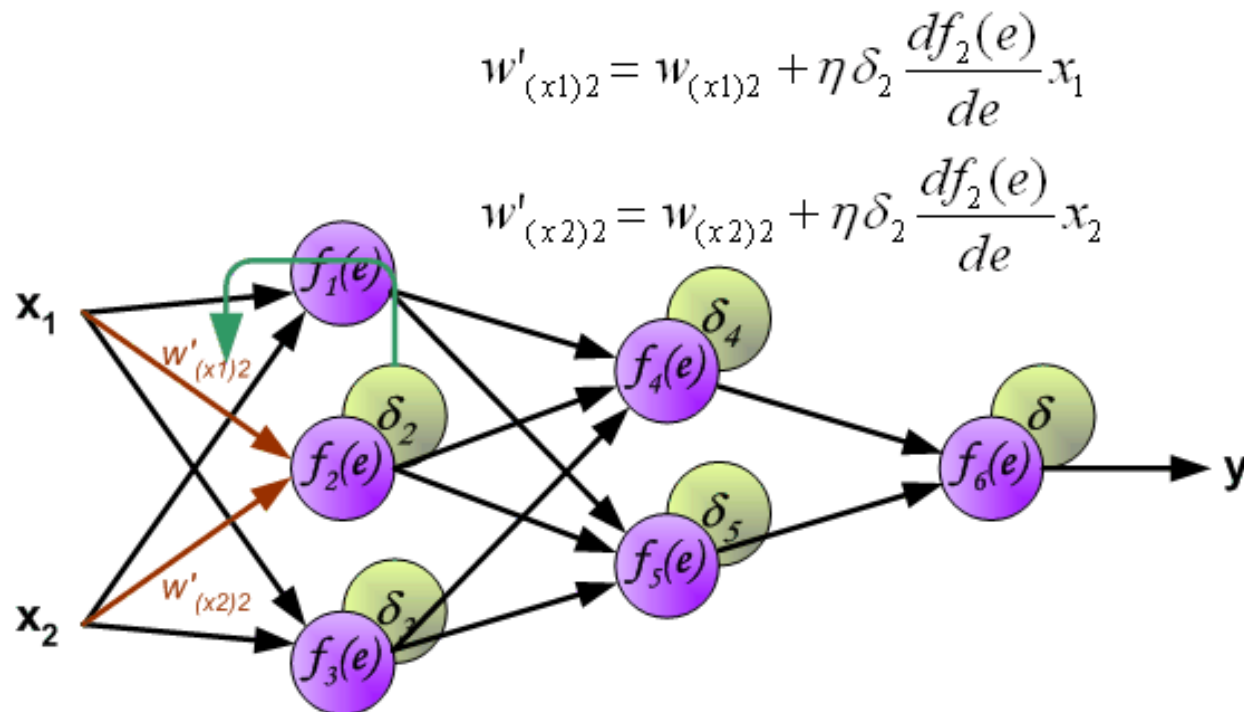 w'₍ₓ₁₎₂ = w₍ₓ₁₎₂ + η δ₂ df₂(e)/de x₁
w'₍ₓ₂₎₂ = w₍ₓ₂₎₂ + η δ₂ df₂(e)/de x₂
f₁(e)
x₁
w'₍ₓ₁₎₂
δ₄
f₄(e)
δ₂
f₂(e)
δ
f₆(e)
y
δ₅
f₅(e)
w'₍ₓ₂₎₂
x₂
δ₃
f₃(e)